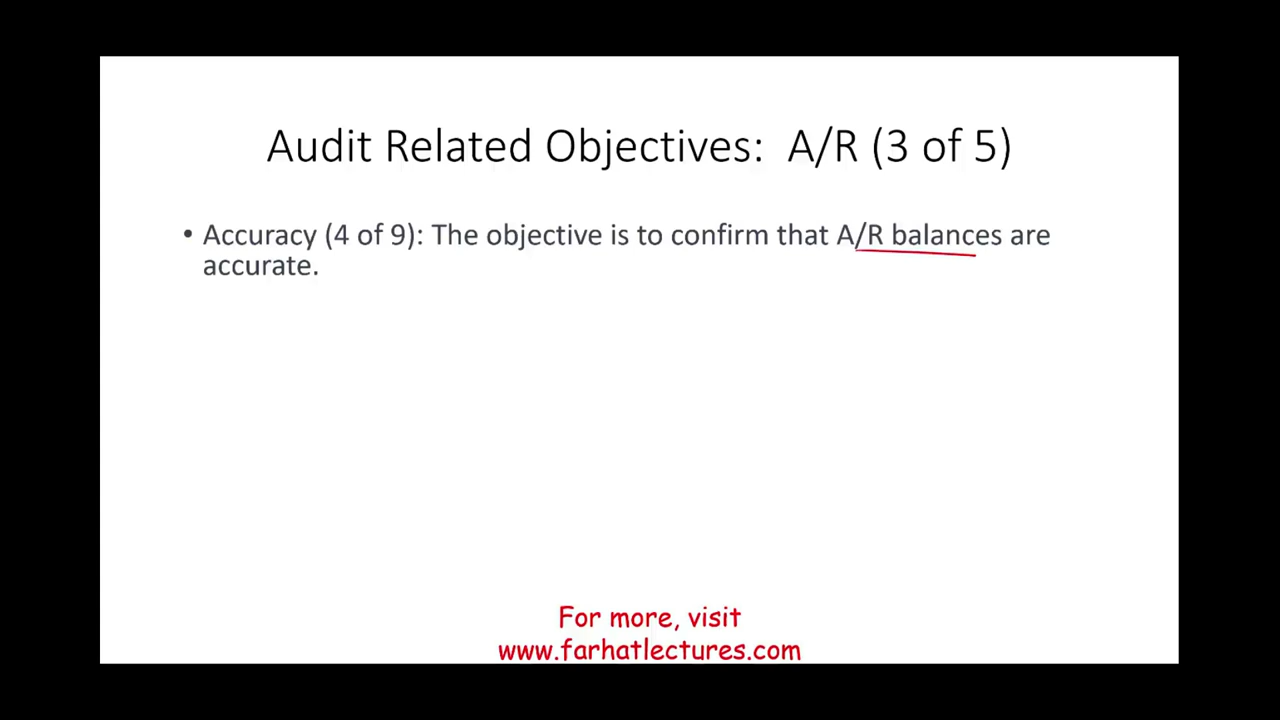 Audit Related Objectives: A/R (3 of 5)
• Accuracy (4 of 9): The objective is to confirm that A/R balances are
accurate.
For more, visit
www.farhatlectures.com